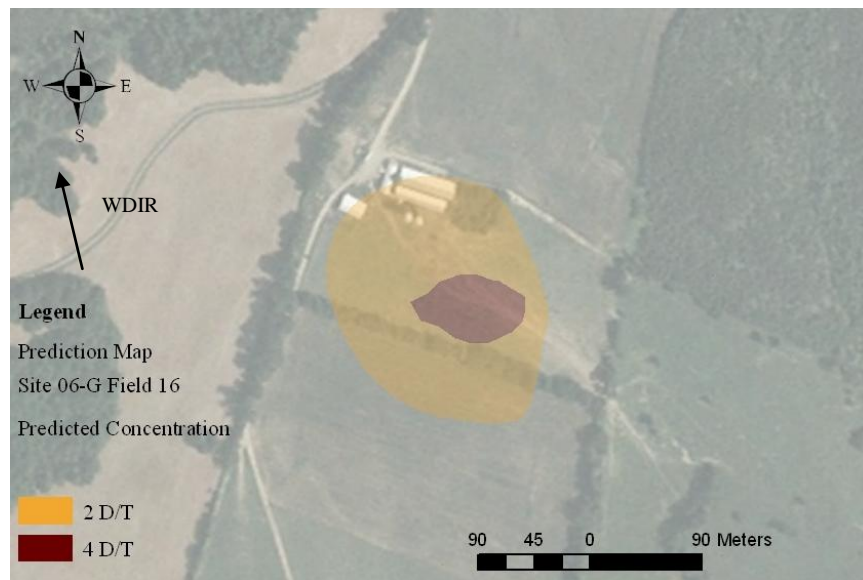 N
W E
S
WDIR
Legend
Prediction Map
Site 06-G Field 16
Predicted Concentration
2 D/T
4 D/T
90 45 0 90 Meters